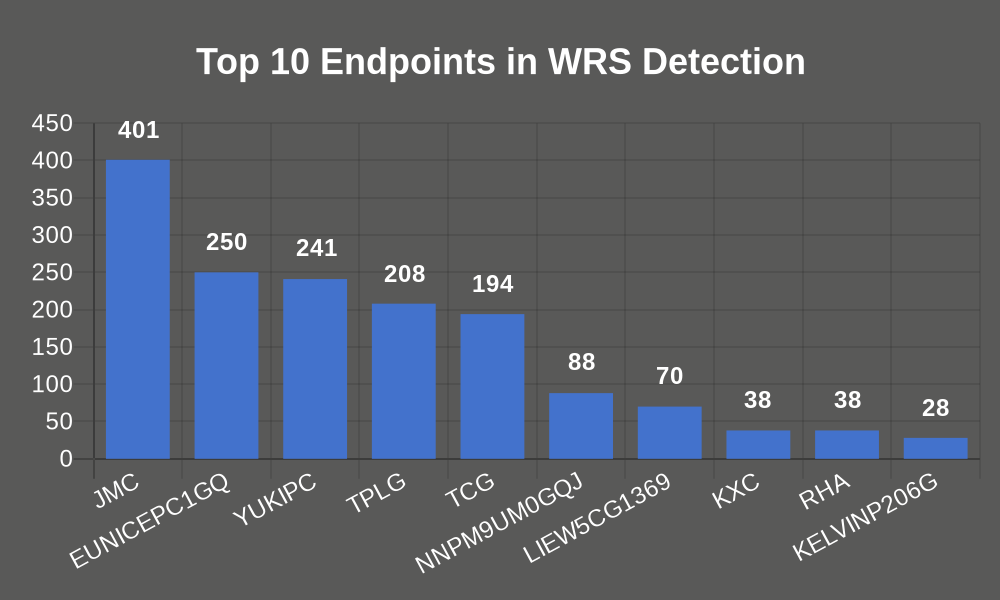 Top 10 Endpoints in WRS Detection
450
400
350
300
250
200
150
100
50
0
401
250
241
208
194
88
70
38
38
28
JMC
EUNICEPC1GQ
YUKIPC
TPLG
TCG
NNPM9UM0GQJ
LIEW5CG1369
KXC
RHA
KELVINP206G